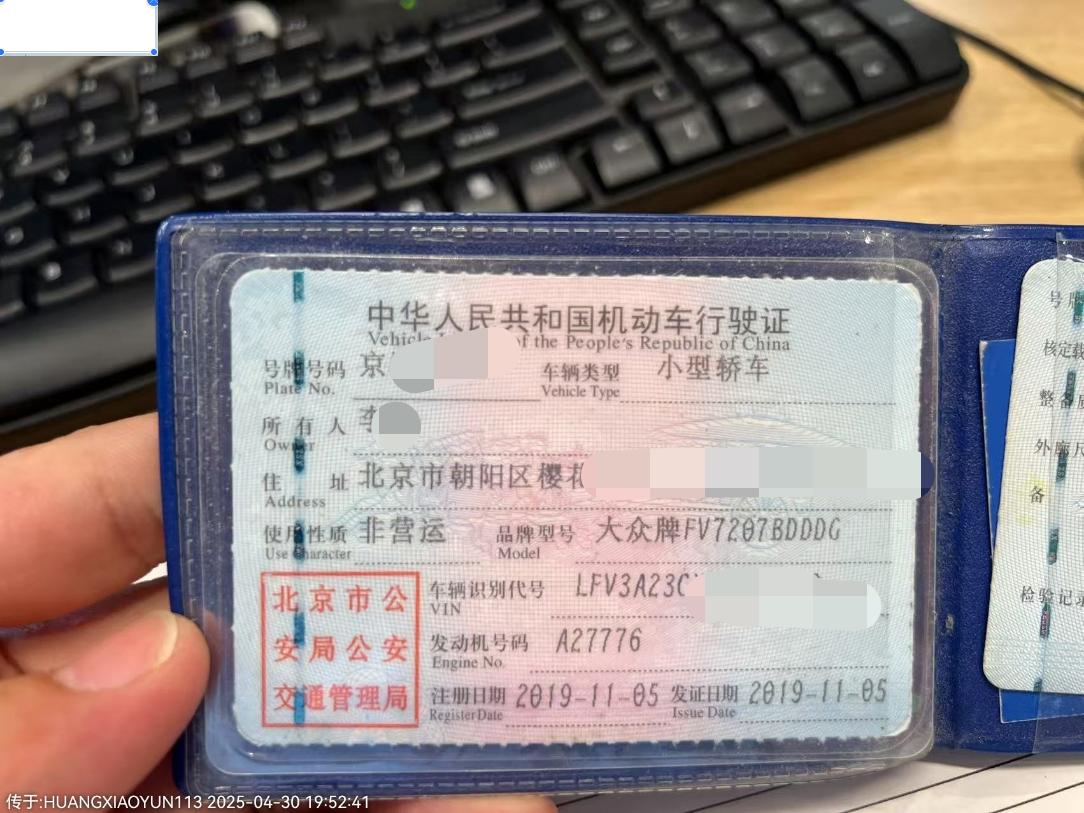 中华人民共和国机动车行驶证
Vehicle of the People's Republic of China
号牌号码 京 车辆类型 小型轿车
Plate No. Vehicle Type
所有人 李
Owner
住址 北京市朝阳区樱花
Address
使用性质 非营运 品牌型号 大众牌FV7207BDDDG
Use Character Model
北京市公 车辆识别代号 LFV3A23C
VIN
安局公安 发动机号码 A27776
Engine No.
交通管理局 注册日期 2019-11-05 发证日期 2019-11-05
Register Date Issue Date
号牌
核定载
整备质
外廓尺
备
检验记录
传于:HUANGXIAOYUN113 2025-04-30 19:52:41